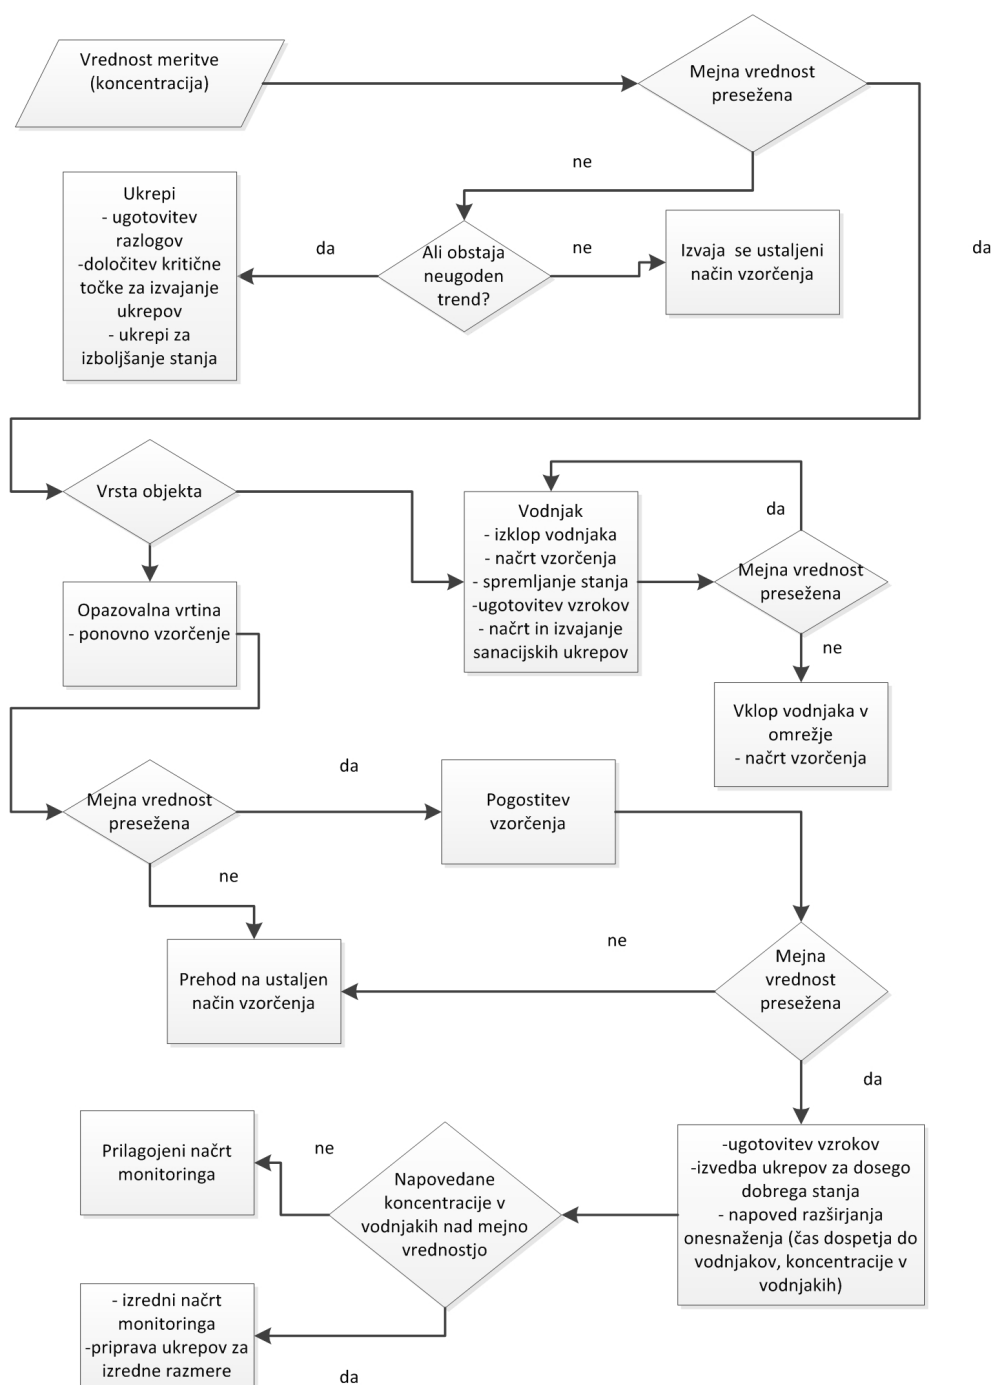 Vrednost meritve
(koncentracija)
Mejna vrednost
presežena
ne
da
Ukrepi
- ugotovitev
razlogov
-določitev kritične
točke za izvajanje
ukrepov
- ukrepi za
izboljšanje stanja
da
Ali obstaja
neugoden
trend?
ne
Izvaja  se ustaljeni
način vzorčenja
Vrsta objekta
Vodnjak
- izklop vodnjaka
- načrt vzorčenja
- spremljanje stanja
-ugotovitev vzrokov
- načrt in izvajanje
sanacijskih ukrepov
da
Mejna vrednost
presežena
ne
Vklop vodnjaka v
omrežje
- načrt vzorčenja
Opazovalna vrtina
- ponovno vzorčenje
Mejna vrednost
presežena
da
Pogostitev
vzorčenja
ne
Prehod na ustaljen
način vzorčenja
ne
Mejna
vrednost
presežena
da
-ugotovitev vzrokov
-izvedba ukrepov za dosego
dobrega stanja
- napoved razširjanja
onesnaženja (čas dospetja do
vodnjakov, koncentracije v
vodnjakih)
Napovedane
koncentracije v
vodnjakih nad mejno
vrednostjo
ne
Prilagojeni načrt
monitoringa
- izredni načrt
monitoringa
-priprava ukrepov za
izredne razmere
da